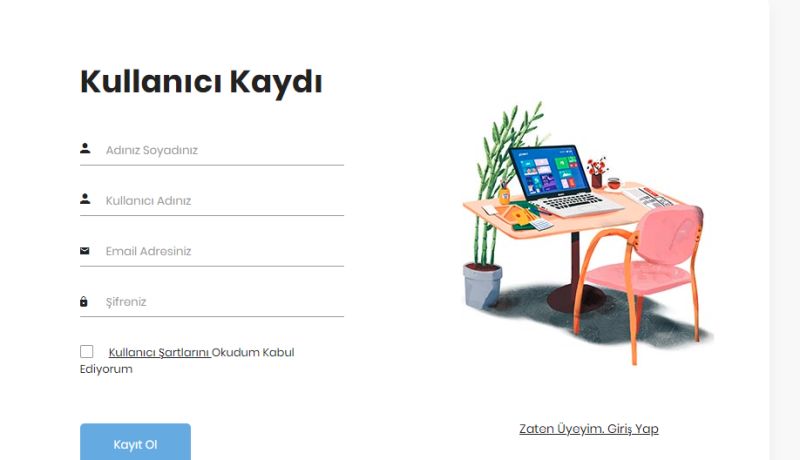 Kullanıcı Kaydı
Adınız Soyadınız
Kullanıcı Adınız
Email Adresiniz
Şifreniz
Kullanıcı Şartlarını Okudum Kabul
Ediyorum
Kayıt Ol
Zaten Üyeyim. Giriş Yap